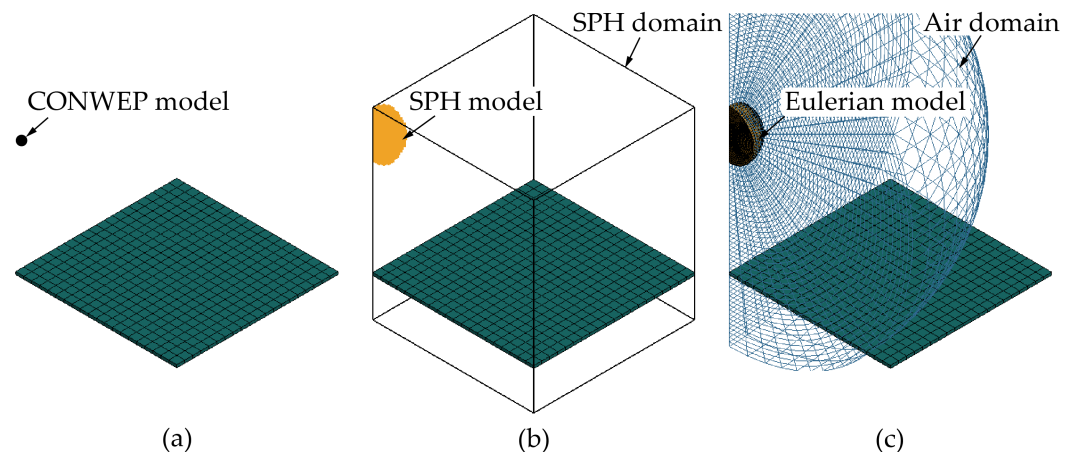 SPH domain
Air domain
CONWEP model
SPH model
Eulerian model
(a)
(b)
(c)